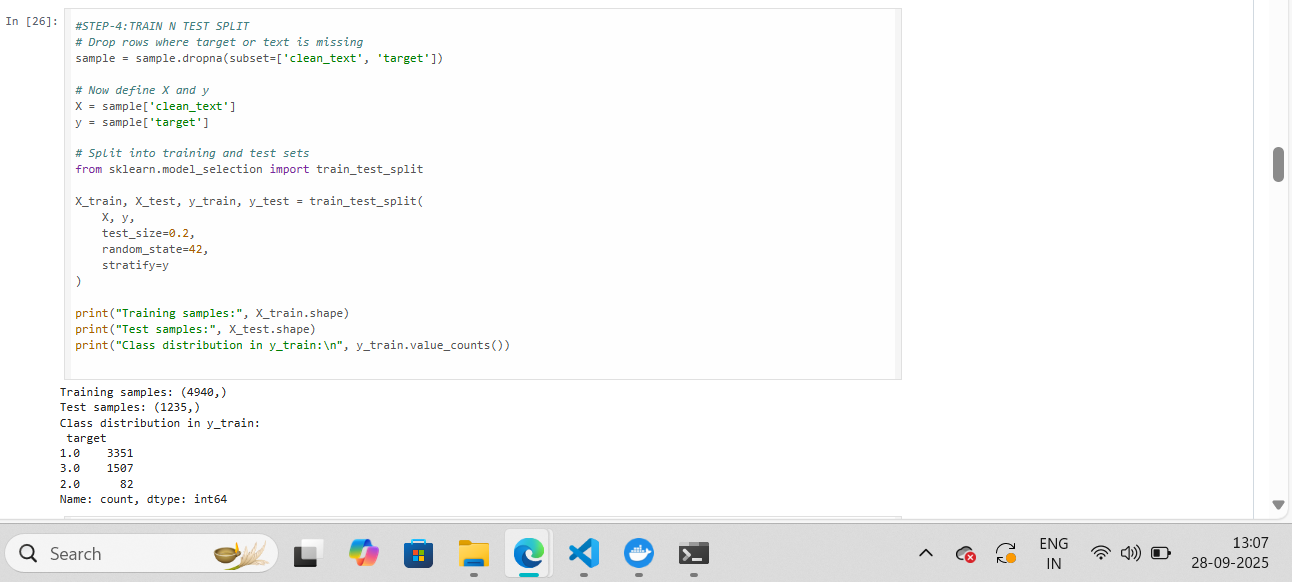 In [26]:
#STEP-4:TRAIN N TEST SPLIT
# Drop rows where target or text is missing
sample = sample.dropna(subset=['clean_text', 'target'])
# Now define X and y
X = sample['clean_text']
y = sample['target']
# Split into training and test sets
from sklearn.model_selection import train_test_split
X_train, X_test, y_train, y_test = train_test_split(
    X, y,
    test_size=0.2,
    random_state=42,
    stratify=y
)
print("Training samples:", X_train.shape)
print("Test samples:", X_test.shape)
print("Class distribution in y_train:\n", y_train.value_counts())
Training samples: (4940,)
Test samples: (1235,)
Class distribution in y_train:
 target
1.0    3351
3.0    1507
2.0      82
Name: count, dtype: int64
Search
ENG
IN
13:07
28-09-2025